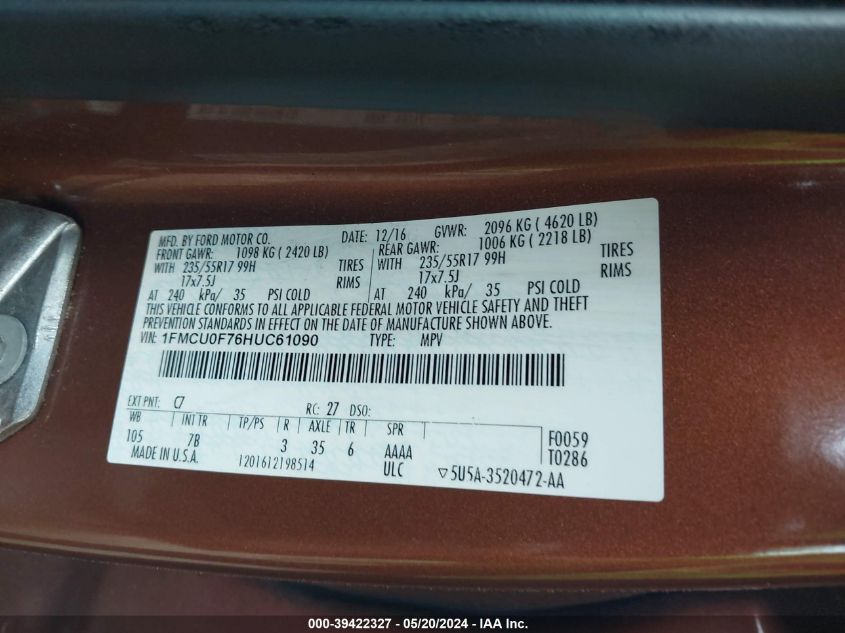 MFD. BY FORD MOTOR CO. DATE: 12/16 GVWR: 2096 KG ( 4620 LB)
FRONT GAWR: 1098 KG ( 2420 LB) REAR GAWR: 1006 KG ( 2218 LB)
WITH 235/55R17 99H TIRES WITH 235/55R17 99H TIRES
17x7.5J RIMS 17x7.5J RIMS
AT 240 kPa/ 35 PSI COLD AT 240 kPa/ 35 PSI COLD
THIS VEHICLE CONFORMS TO ALL APPLICABLE FEDERAL MOTOR VEHICLE SAFETY AND THEFT
PREVENTION STANDARDS IN EFFECT ON THE DATE OF MANUFACTURE SHOWN ABOVE.
VIN: 1FMCU0F76HUC61090 TYPE: MPV
EXT PNT: C7 RC: 27 DSO:
WB INT TR TP/PS R AXLE TR SPR
105 7B 3 35 6 AAAA F0059
MADE IN U.S.A. 1201612198514 ULC ▽5U5A-3520472-AA T0286
000-39422327 - 05/20/2024 - IAA Inc.